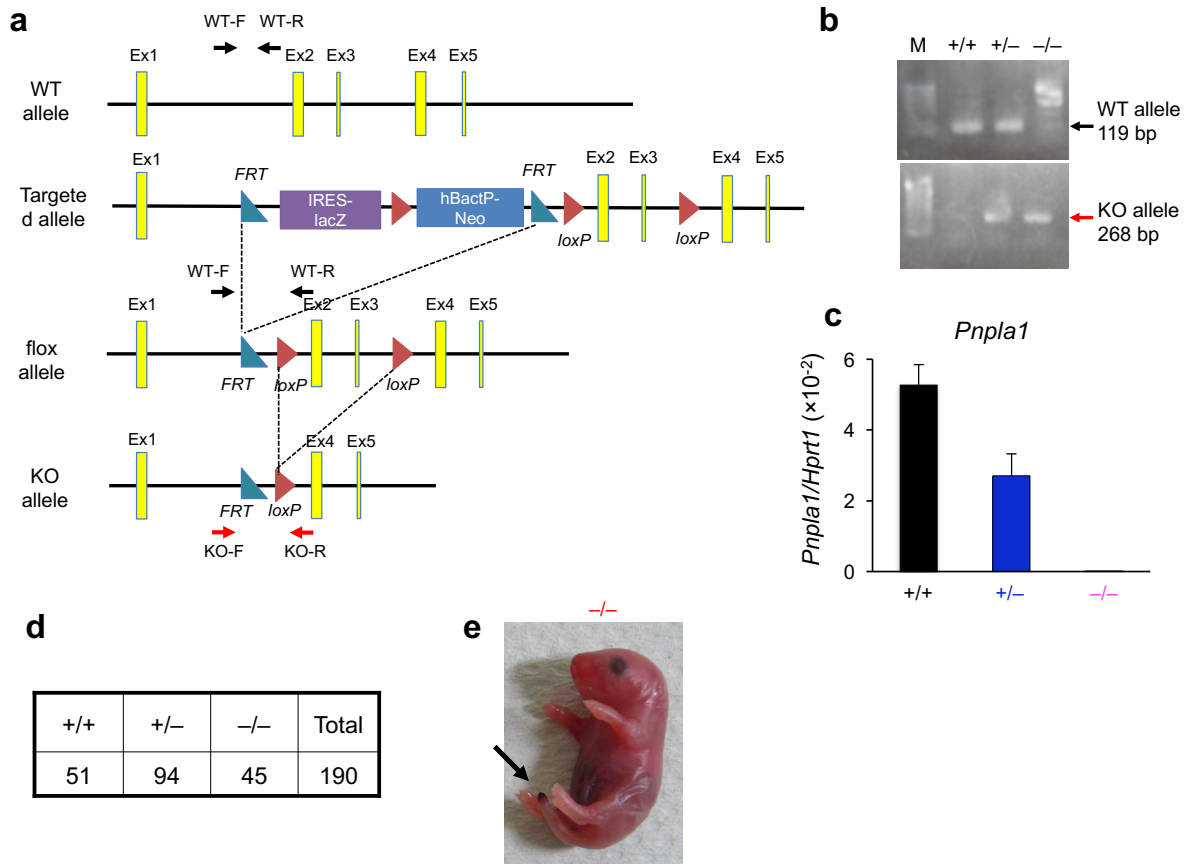 a
WT-F WT-R
Ex1 Ex2 Ex3 Ex4 Ex5
WT
allele
Ex1 FRT FRT Ex2 Ex3 Ex4 Ex5
Targete
d allele
IRES-
lacZ
hBactP-
Neo
loxP loxP
WT-F WT-R
Ex1 Ex2 Ex3 Ex4 Ex5
flox
allele
FRT loxP loxP
Ex1 Ex4 Ex5
KO
allele
FRT loxP
KO-F KO-R
b
M +/+ +/– –/–
WT allele
119 bp
KO allele
268 bp
c
Pnpla1
Pnpla1/Hprt1 (×10-2)
6
4
2
0
+/+ +/– –/–
d
+/+ +/– –/– Total
51 94 45 190
e
–/–